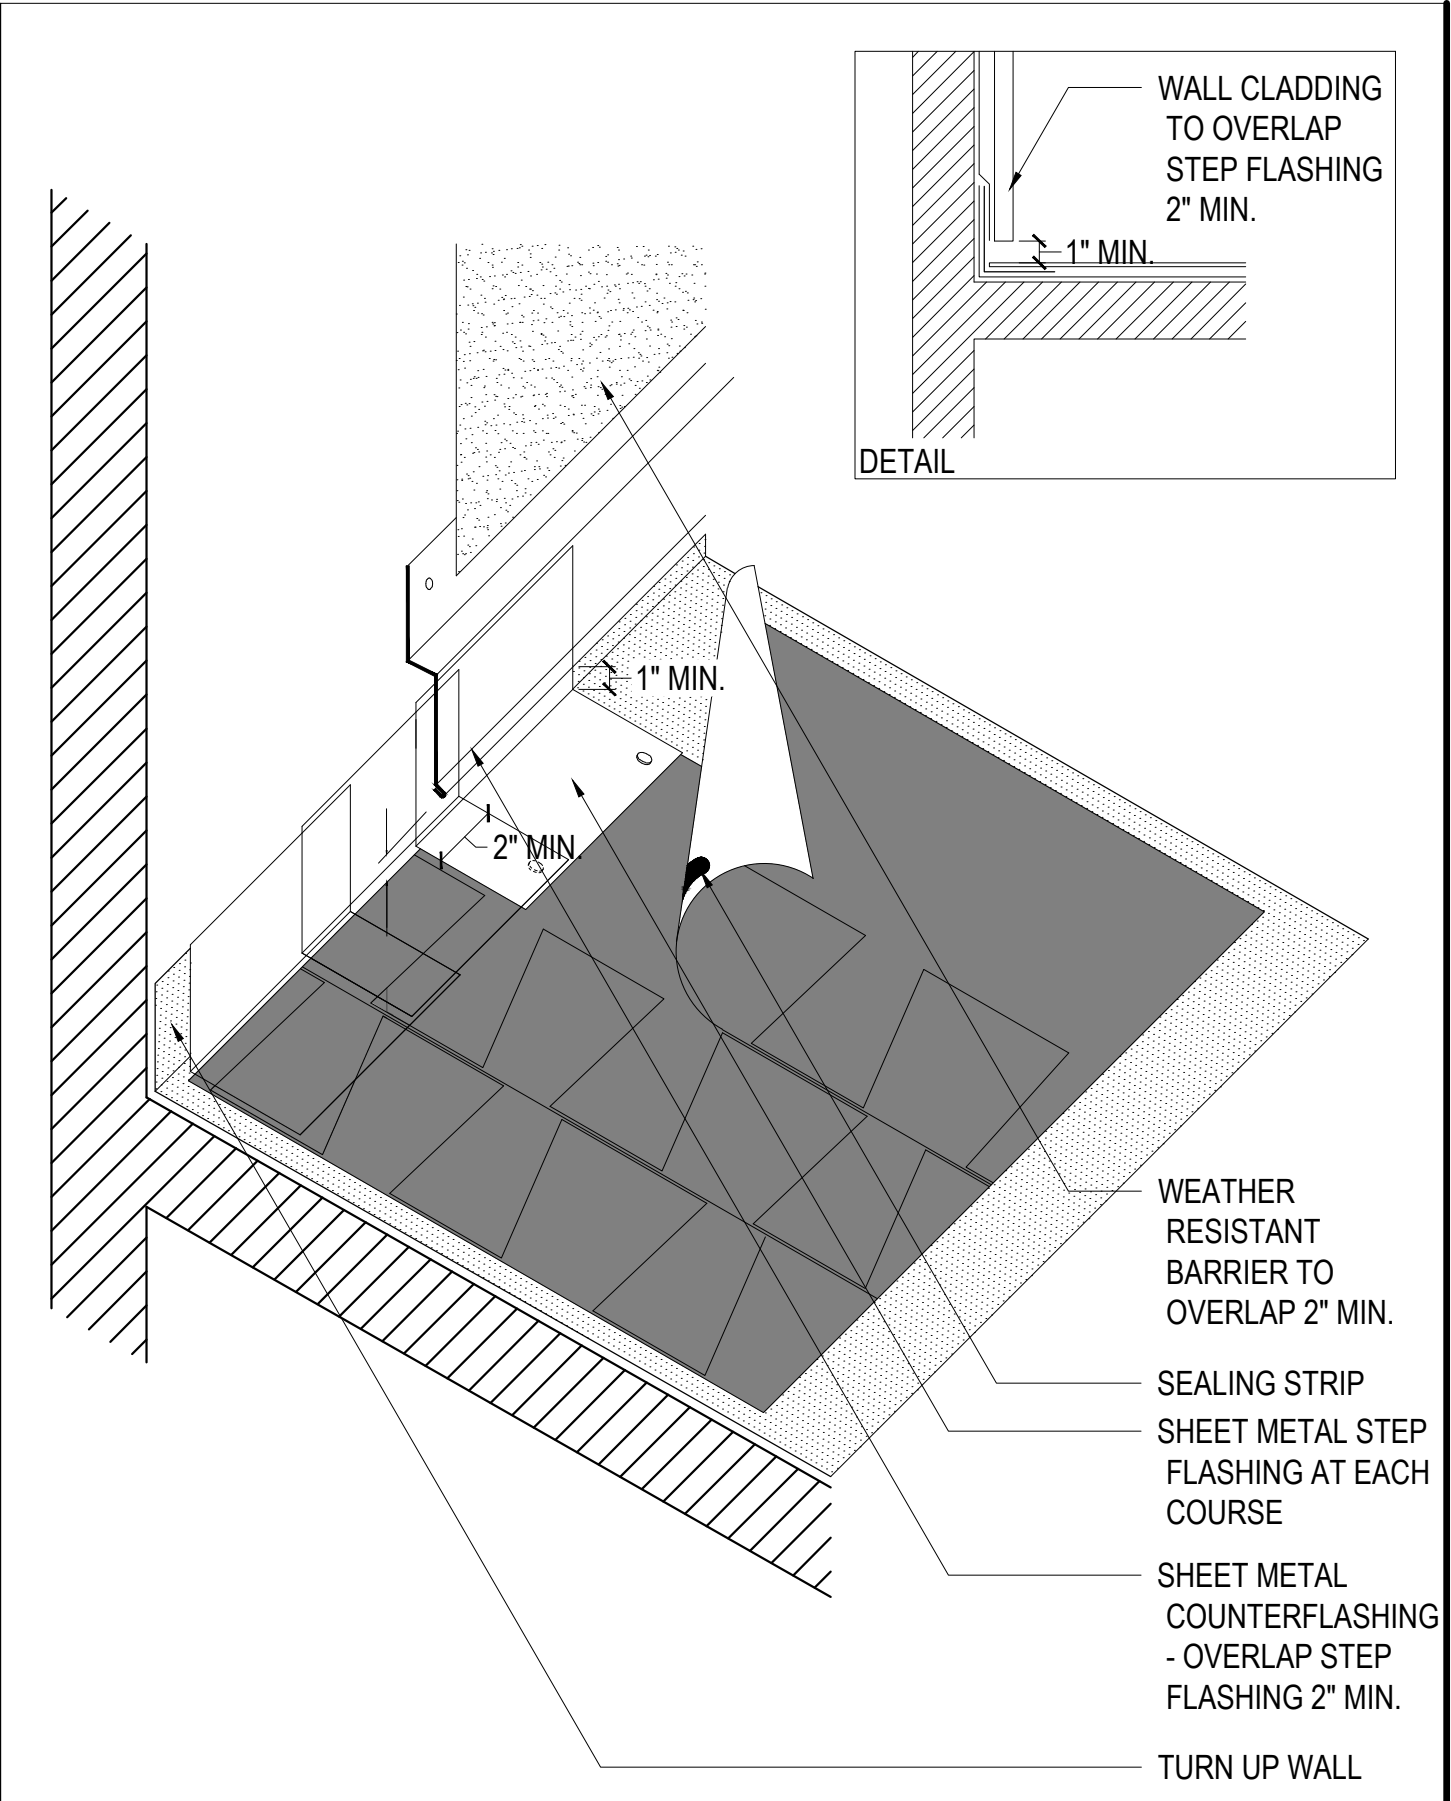 WALL CLADDING
TO OVERLAP
STEP FLASHING
2" MIN.
1" MIN.
DETAIL
1" MIN.
2" MIN.
WEATHER
RESISTANT
BARRIER TO
OVERLAP 2" MIN.
SEALING STRIP
SHEET METAL STEP
FLASHING AT EACH
COURSE
SHEET METAL
COUNTERFLASHING
- OVERLAP STEP
FLASHING 2" MIN.
TURN UP WALL